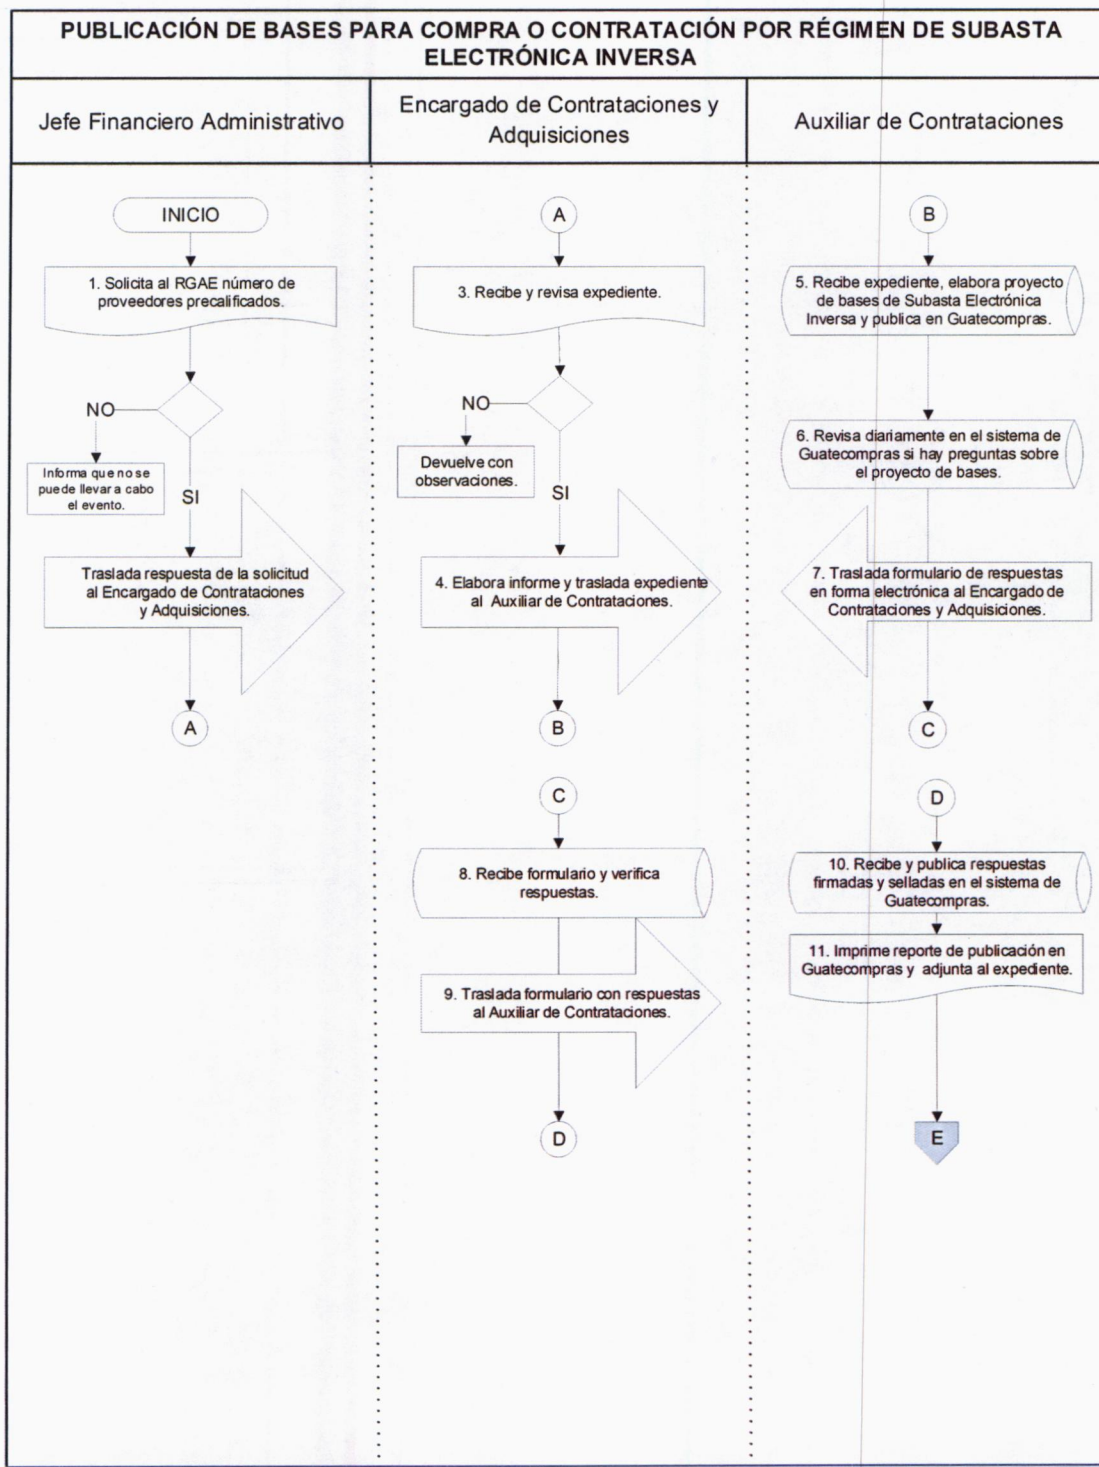 PUBLICACIÓN DE BASES PARA COMPRA O CONTRATACIÓN POR RÉGIMEN DE SUBASTA
ELECTRÓNICA INVERSA
Jefe Financiero Administrativo
Encargado de Contrataciones y
Adquisiciones
Auxiliar de Contrataciones
INICIO
1. Solicita al RGAE número de
proveedores precalificados.
NO
Informa que no se
puede llevar a cabo
el evento.
SI
Traslada respuesta de la solicitud
al Encargado de Contrataciones
y Adquisiciones.
A
A
3. Recibe y revisa expediente.
NO
Devuelve con
observaciones.
SI
4. Elabora informe y traslada expediente
al Auxiliar de Contrataciones.
B
C
8. Recibe formulario y verifica
respuestas.
9. Traslada formulario con respuestas
al Auxiliar de Contrataciones.
D
B
5. Recibe expediente, elabora proyecto
de bases de Subasta Electrónica
Inversa y publica en Guatecompras.
6. Revisa diariamente en el sistema de
Guatecompras si hay preguntas sobre
el proyecto de bases.
7. Traslada formulario de respuestas
en forma electrónica al Encargado de
Contrataciones y Adquisiciones.
C
D
10. Recibe y publica respuestas
firmadas y selladas en el sistema de
Guatecompras.
11. Imprime reporte de publicación en
Guatecompras y adjunta al expediente.
E